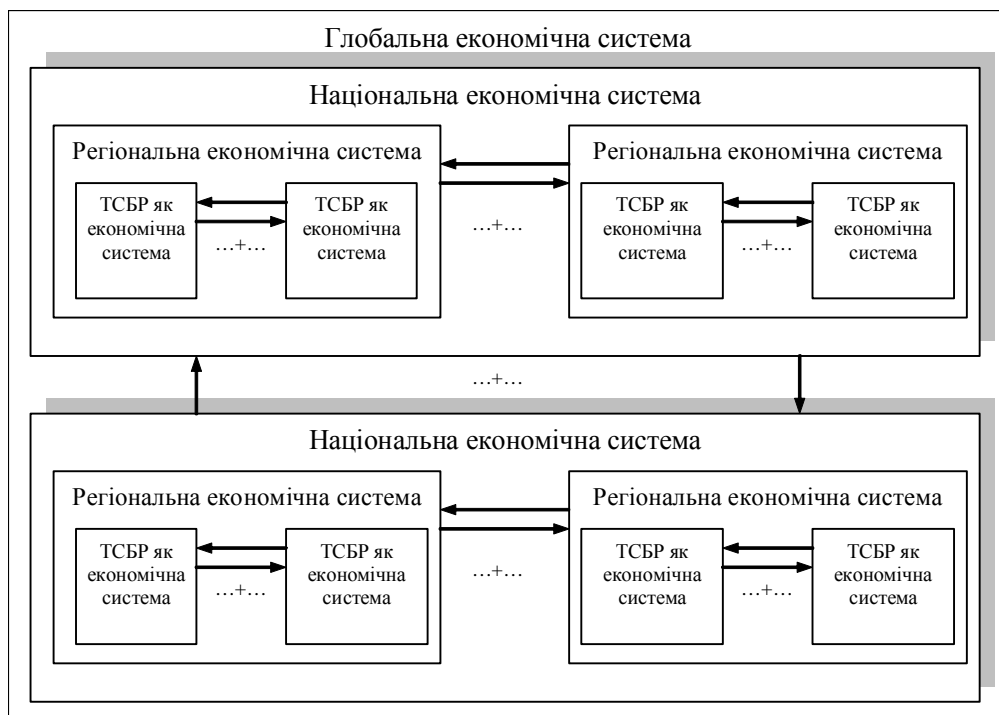 Глобальна економічна система
Національна економічна система
Регіональна економічна система
ТСБР як
економічна
система
…+…
ТСБР як
економічна
система
…+…
Регіональна економічна система
ТСБР як
економічна
система
…+…
ТСБР як
економічна
система
…+…
Національна економічна система
Регіональна економічна система
ТСБР як
економічна
система
…+…
ТСБР як
економічна
система
…+…
Регіональна економічна система
ТСБР як
економічна
система
…+…
ТСБР як
економічна
система